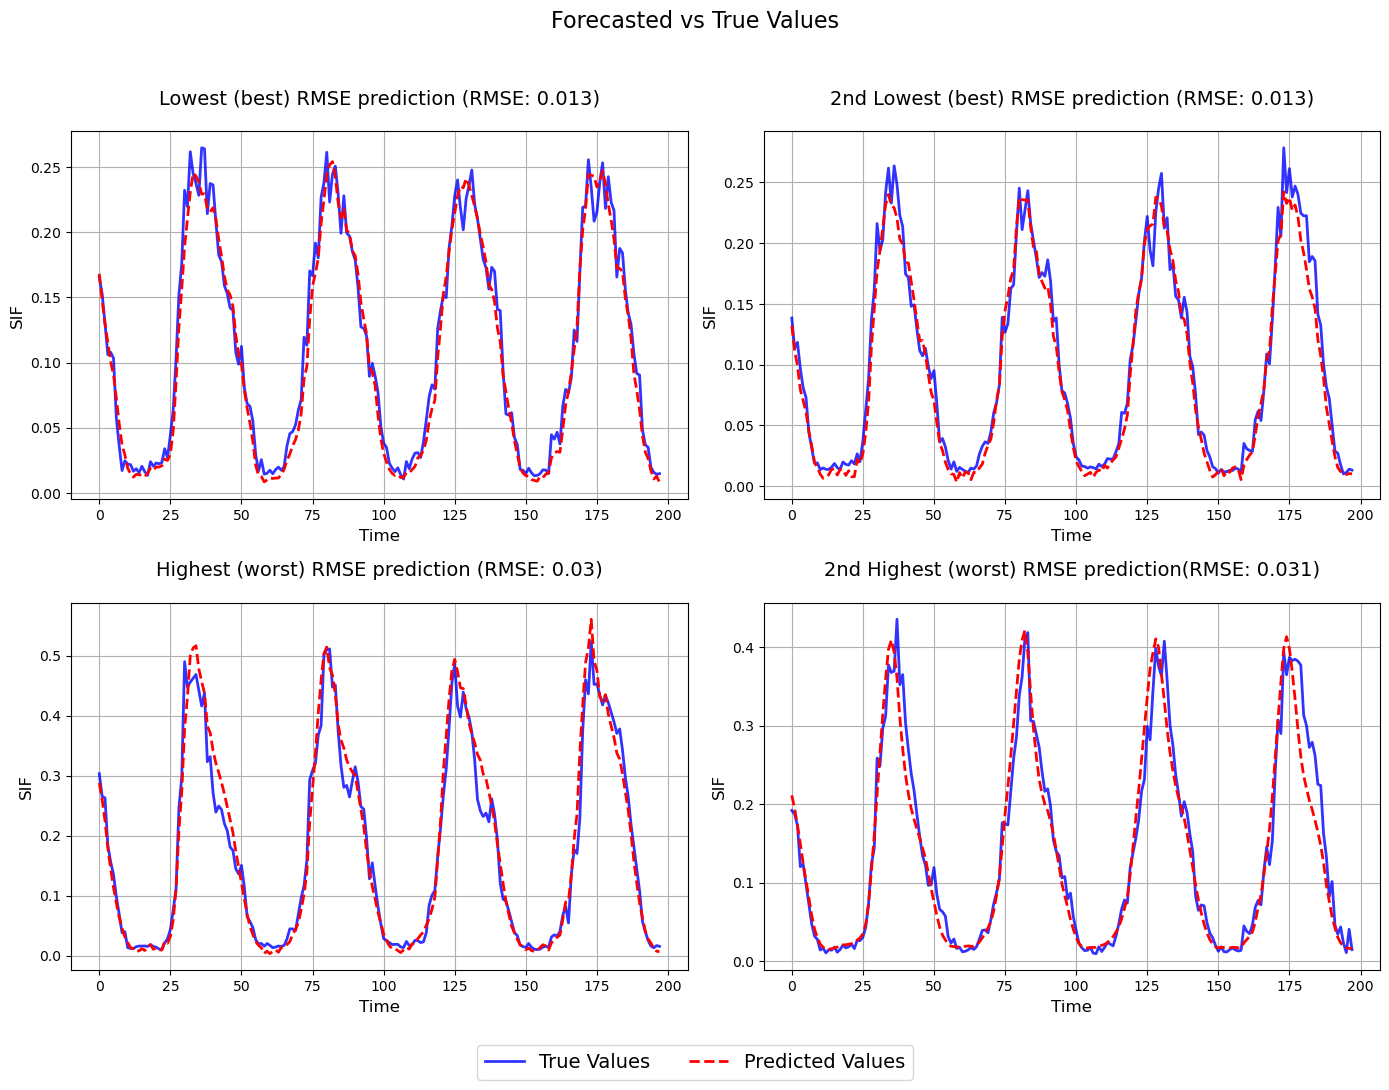 Forecasted vs True Values
Lowest (best) RMSE prediction (RMSE: 0.013)
2nd Lowest (best) RMSE prediction (RMSE: 0.013)
0.25
0.20
0.15
0.10
0.05
0.00
SIF
0 25 50 75 100 125 150 175 200
Time
0.25
0.20
0.15
0.10
0.05
0.00
SIF
0 25 50 75 100 125 150 175 200
Time
Highest (worst) RMSE prediction (RMSE: 0.03)
2nd Highest (worst) RMSE prediction(RMSE: 0.031)
0.5
0.4
0.3
0.2
0.1
0.0
SIF
0 25 50 75 100 125 150 175 200
Time
0.4
0.3
0.2
0.1
0.0
SIF
0 25 50 75 100 125 150 175 200
Time
True Values
Predicted Values